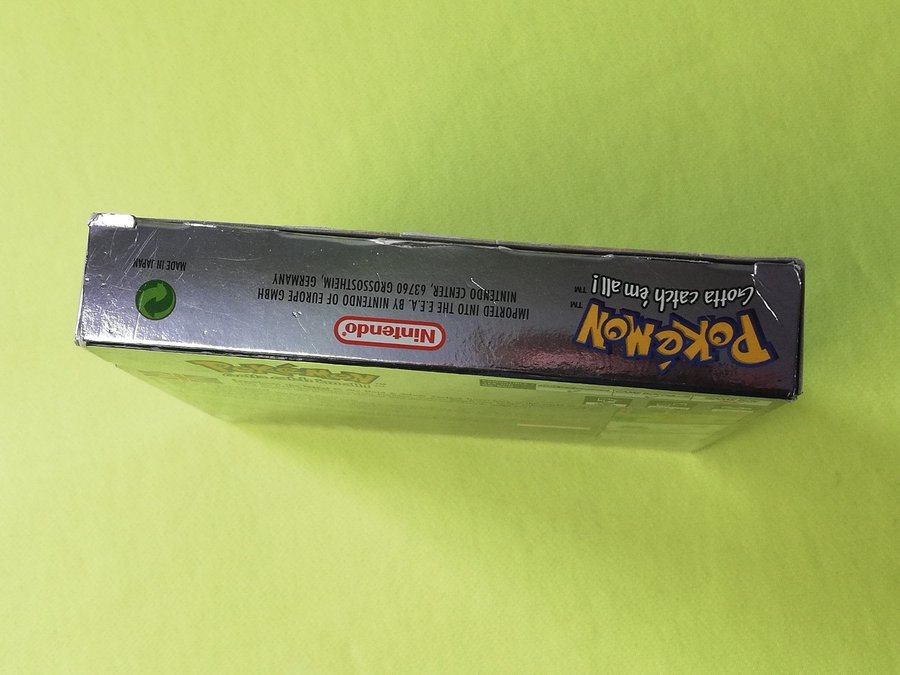 POKéMON™
Gotta catch 'em all!™
Nintendo®
IMPORTED INTO THE E.E.A. BY NINTENDO OF EUROPE GMBH
NINTENDO CENTER, 63760 GROSSOSTHEIM, GERMANY
MADE IN JAPAN